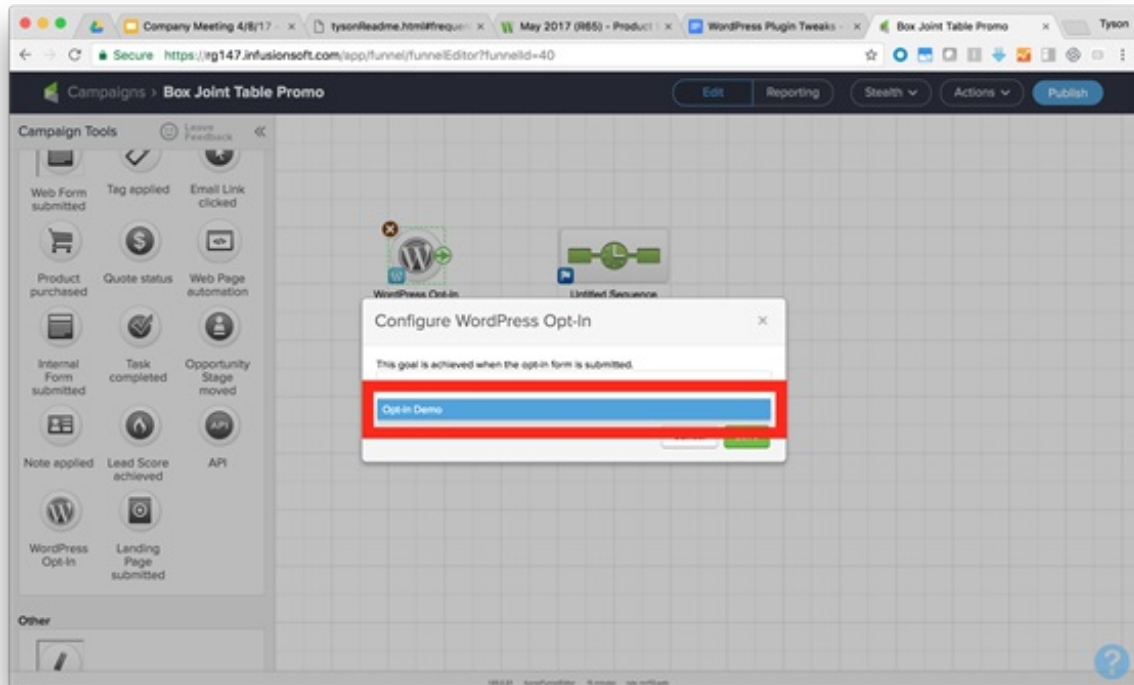 Company Meeting 4/8/17 -
tysonReadme.html#frequen
May 2017 (R65) - Product
WordPress Plugin Tweaks -
Box Joint Table Promo
Tyson
Secure https://rg147.infusionsoft.com/app/funnel/funnelEditor?funnelId=40
Campaigns > Box Joint Table Promo
Edit
Reporting
Stealth
Actions
Publish
Campaign Tools
Leave
Feedback
Web Form
submitted
Tag applied
Email Link
clicked
Product
purchased
Quote status
Web Page
automation
Internal
Form
submitted
Task
completed
Opportunity
Stage
moved
Note applied
Lead Score
achieved
API
API
WordPress
Opt-In
Landing
Page
submitted
Other
WordPress Opt-In
Untitled Sequence
Configure WordPress Opt-In
This goal is achieved when the opt-in form is submitted.
Opt-in Demo